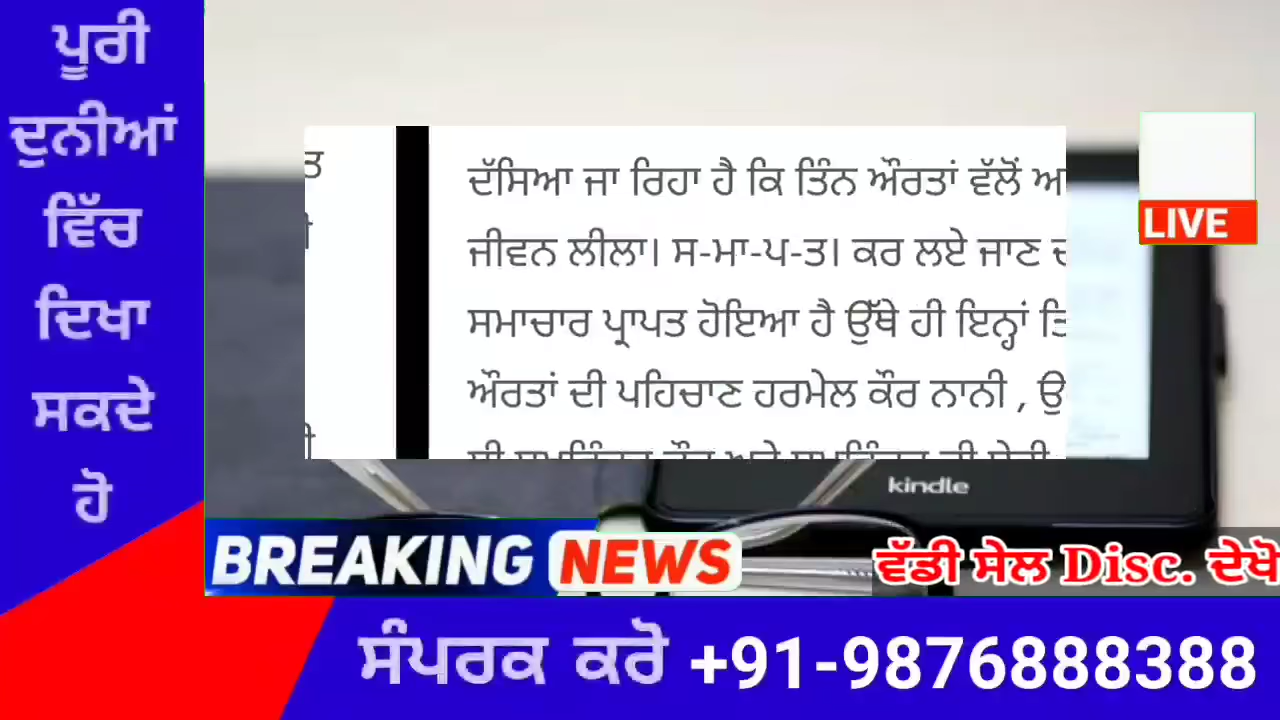 ਪੂਰੀ
ਦੁਨੀਆਂ
ਵਿੱਚ
ਦਿਖਾ
ਸਕਦੇ
ਹੋ
ਦੱਸਿਆ ਜਾ ਰਿਹਾ ਹੈ ਕਿ ਤਿੰਨ ਔਰਤਾਂ ਵੱਲੋਂ
ਜੀਵਨ ਲੀਲਾ। ਸ-ਮਾ-ਪ-ਤ। ਕਰ ਲਏ ਜਾਣ
ਸਮਾਚਾਰ ਪ੍ਰਾਪਤ ਹੋਇਆ ਹੈ ਉੱਥੇ ਹੀ ਇਨ੍ਹਾਂ
ਔਰਤਾਂ ਦੀ ਪਹਿਚਾਣ ਹਰਮੇਲ ਕੌਰ ਨਾਨੀ ,
LIVE
kindle
BREAKING NEWS
ਵੱਡੀ ਸੇਲ Disc. ਦੇਖੋ
ਸੰਪਰਕ ਕਰੋ +91-9876888388